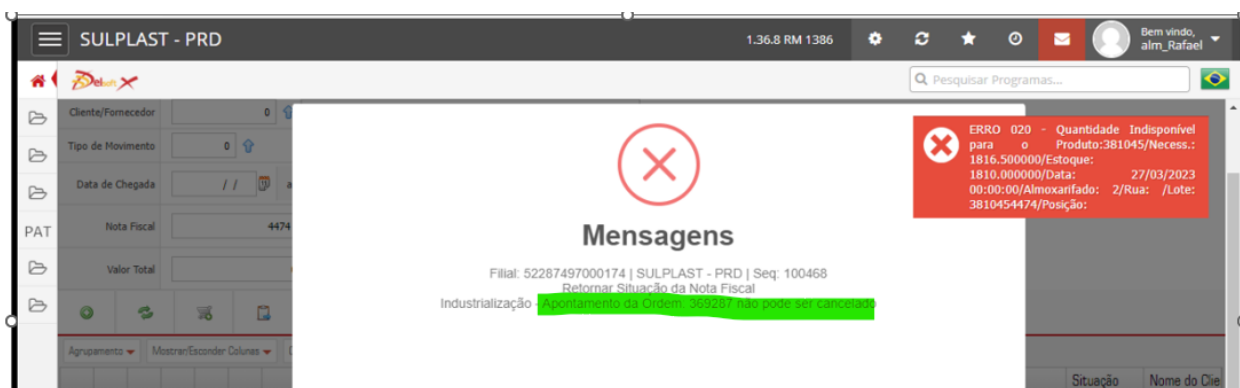 SULPLAST - PRD
1.36.8 RM 1386
Bem vindo,
alm_Rafael
Delsoft X
Pesquisar Programas...
Cliente/Fornecedor
0
Tipo de Movimento
0
Data de Chegada
/ /
a
PAT
Nota Fiscal
4474
Valor Total
Agrupamento
Mostrar/Esconder Colunas
Mensagens
Filial: 52287497000174 | SULPLAST - PRD | Seq: 100468
Retornar Situação da Nota Fiscal
Industrialização - Apontamento da Ordem: 369287 não pode ser cancelado
ERRO 020 - Quantidade Indisponível
para o Produto:381045/Necess.:
1816.500000/Estoque:
1810.000000/Data: 27/03/2023
00:00:00/Almoxarifado: 2/Rua: /Lote:
3810454474/Posição:
Situação
Nome do Clie